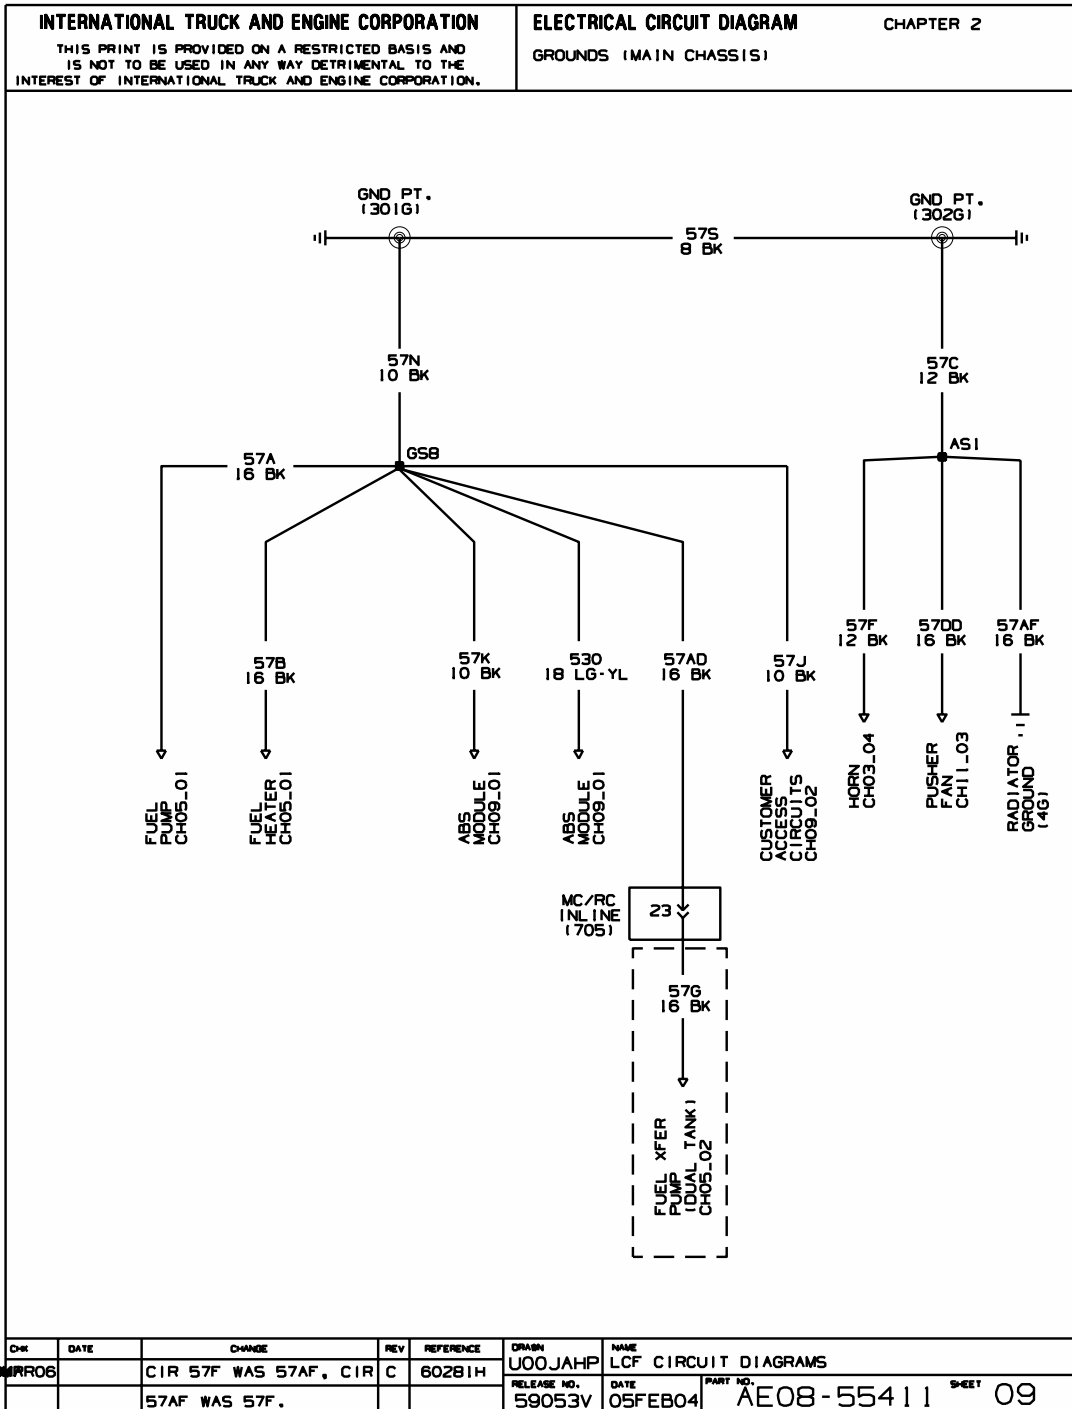 INTERNATIONAL TRUCK AND ENGINE CORPORATION
THIS PRINT IS PROVIDED ON A RESTRICTED BASIS AND
IS NOT TO BE USED IN ANY WAY DETRIMENTAL TO THE
INTEREST OF INTERNATIONAL TRUCK AND ENGINE CORPORATION.
ELECTRICAL CIRCUIT DIAGRAM
CHAPTER 2
GROUNDS (MAIN CHASSIS)
GND PT.
(301G)
GND PT.
(302G)
57S
8 BK
57N
10 BK
57C
12 BK
GS8
AS1
57A
16 BK
57B
16 BK
57K
10 BK
530
18 LG-YL
57AD
16 BK
57J
10 BK
57F
12 BK
57DD
16 BK
57AF
16 BK
FUEL
PUMP
CH05_01
FUEL
HEATER
CH05_01
ABS
MODULE
CH09_01
ABS
MODULE
CH09_01
CUSTOMER
ACCESS
CIRCUITS
CH09_02
HORN
CH03_04
PUSHER
FAN
CH11_03
RADIATOR
GROUND
(4G)
MC/RC
INLINE
(705)
23
57G
16 BK
FUEL XFER
PUMP
(DUAL TANK)
CH05_02
CHK DATE CHANGE REV REFERENCE
CIR 57F WAS 57AF, CIR C 60281H
57AF WAS 57F.
DRAWN
U00JAHP
NAME
LCF CIRCUIT DIAGRAMS
RELEASE NO.
59053V
DATE
05FEB04
PART NO.
AE08-55411
SHEET 09